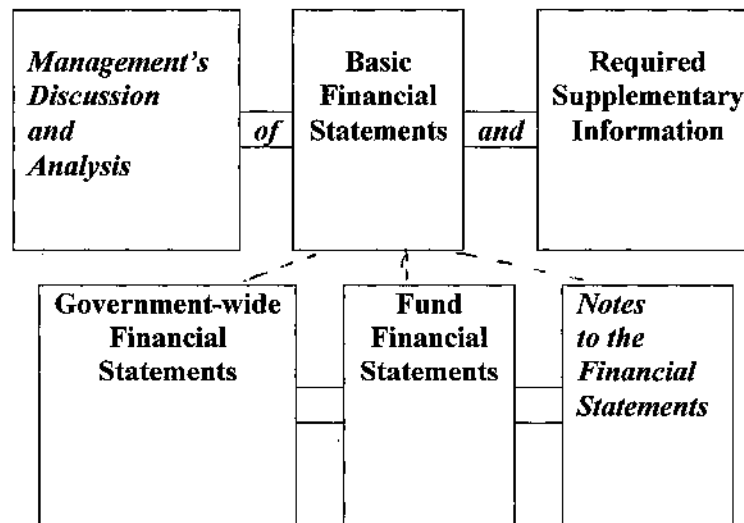 Management's
Discussion
and
Analysis
of
Basic
Financial
Statements
and
Required
Supplementary
Information
Government-wide
Financial
Statements
Fund
Financial
Statements
Notes
to the
Financial
Statements